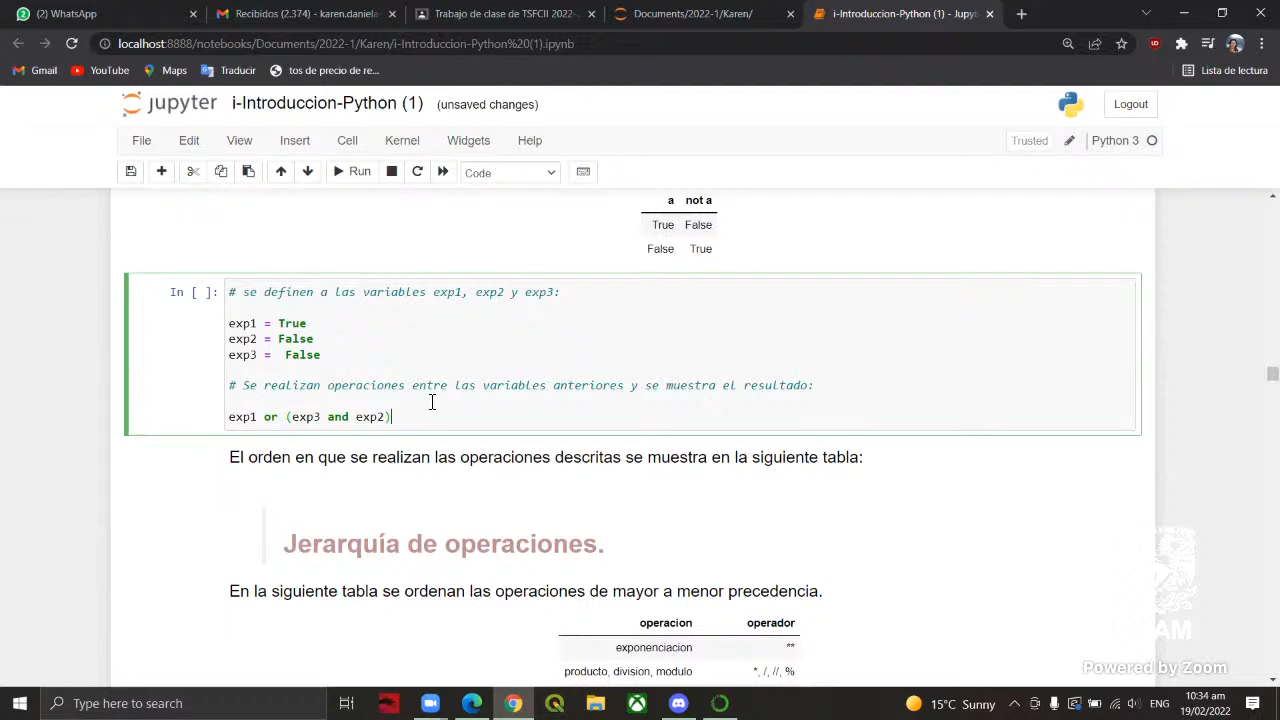 WhatsApp
Recibidos (2.374) - karen.daniela
Trabajo de clase de TSFCII 2022-
Documents/2022-1/Karen/
i-Introduccion-Python (1) - Jupyt
localhost:8888/notebooks/Documents/2022-1/Karen/i-Introduccion-Python%20(1).ipynb
Gmail
YouTube
Maps
Traducir
tos de precio de re...
Lista de lectura
jupyter i-Introduccion-Python (1) (unsaved changes)
Logout
File Edit View Insert Cell Kernel Widgets Help
Trusted
Python 3
Run
Code
a not a
True False
False True
In [ ]: # se definen a las variables exp1, exp2 y exp3:
exp1 = True
exp2 = False
exp3 =  False
# Se realizan operaciones entre las variables anteriores y se muestra el resultado:
exp1 or (exp3 and exp2)
El orden en que se realizan las operaciones descritas se muestra en la siguiente tabla:
Jerarquía de operaciones.
En la siguiente tabla se ordenan las operaciones de mayor a menor precedencia.
operacion operador
exponenciacion **
producto, division, modulo *, /, //, %
Powered by Zoom
Type here to search
15°C Sunny
ENG
10:34 am
19/02/2022